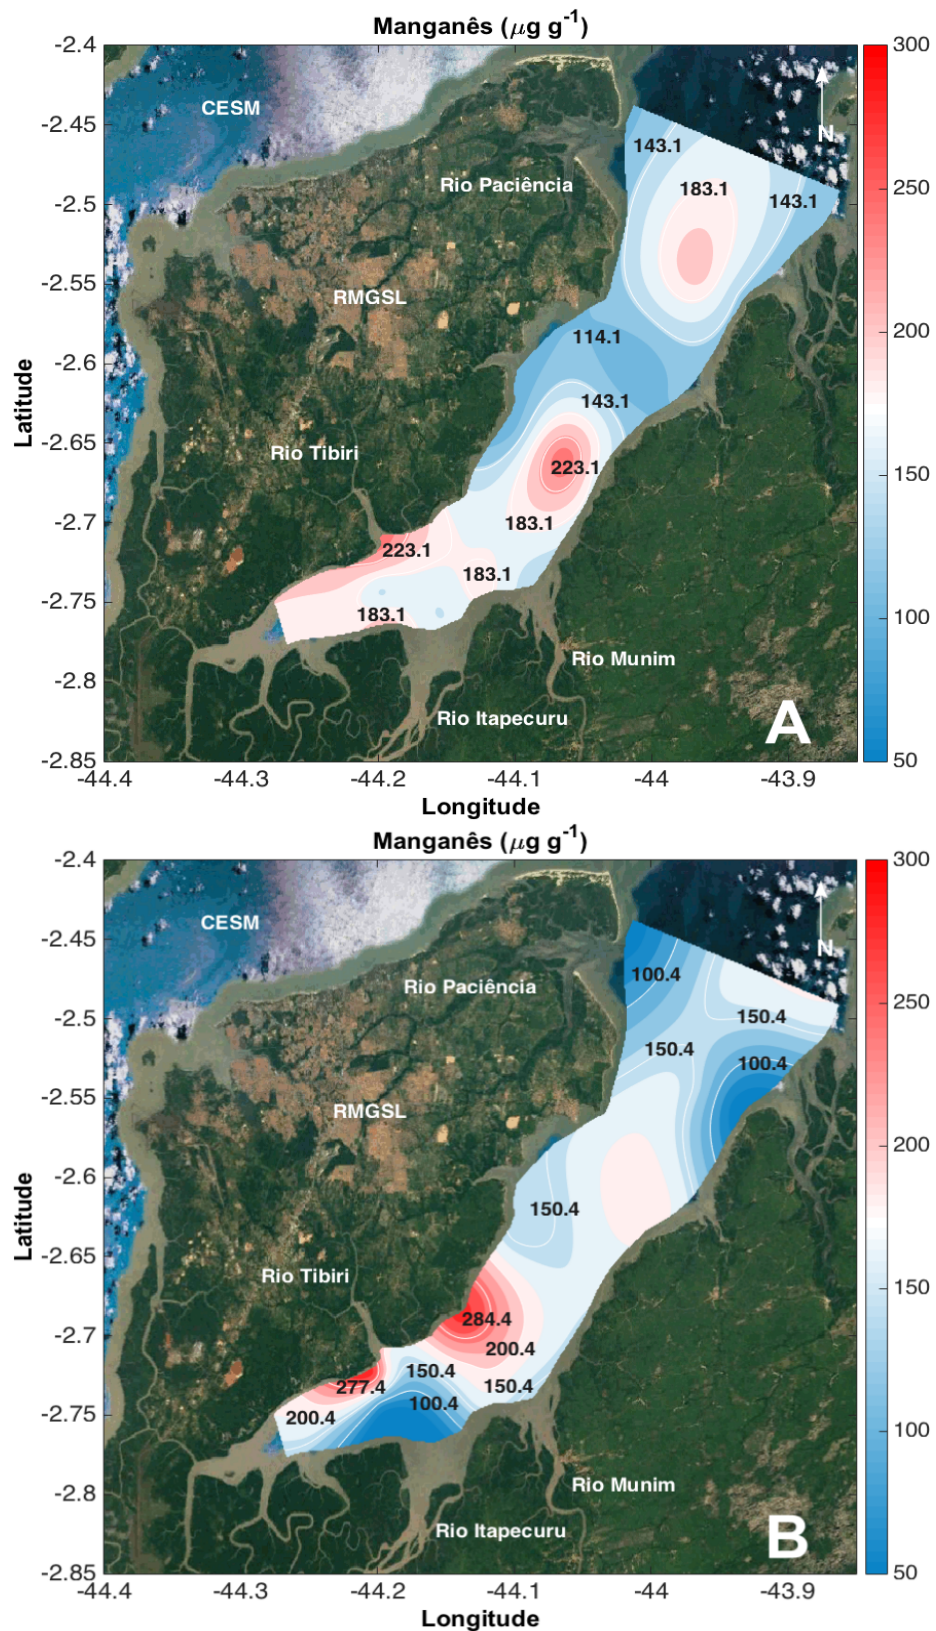 Manganês (μg g-1)
-2.4
300
CESM
-2.45
N
143.1
Rio Paciência
183.1
250
143.1
-2.5
-2.55
RMGSL
200
114.1
-2.6
Latitude
143.1
-2.65
Rio Tibiri
223.1
150
-2.7
183.1
223.1
183.1
-2.75
183.1
100
Rio Munim
-2.8
Rio Itapecuru
A
-2.85
50
-44.4 -44.3 -44.2 -44.1 -44 -43.9
Longitude
Manganês (μg g-1)
-2.4
300
CESM
-2.45
N
100.4
Rio Paciência
250
-2.5
150.4
150.4
100.4
-2.55
RMGSL
200
-2.6
Latitude
150.4
-2.65
Rio Tibiri
150
284.4
-2.7
200.4
150.4
277.4
150.4
100.4
-2.75
200.4
100
Rio Munim
-2.8
Rio Itapecuru
B
-2.85
50
-44.4 -44.3 -44.2 -44.1 -44 -43.9
Longitude